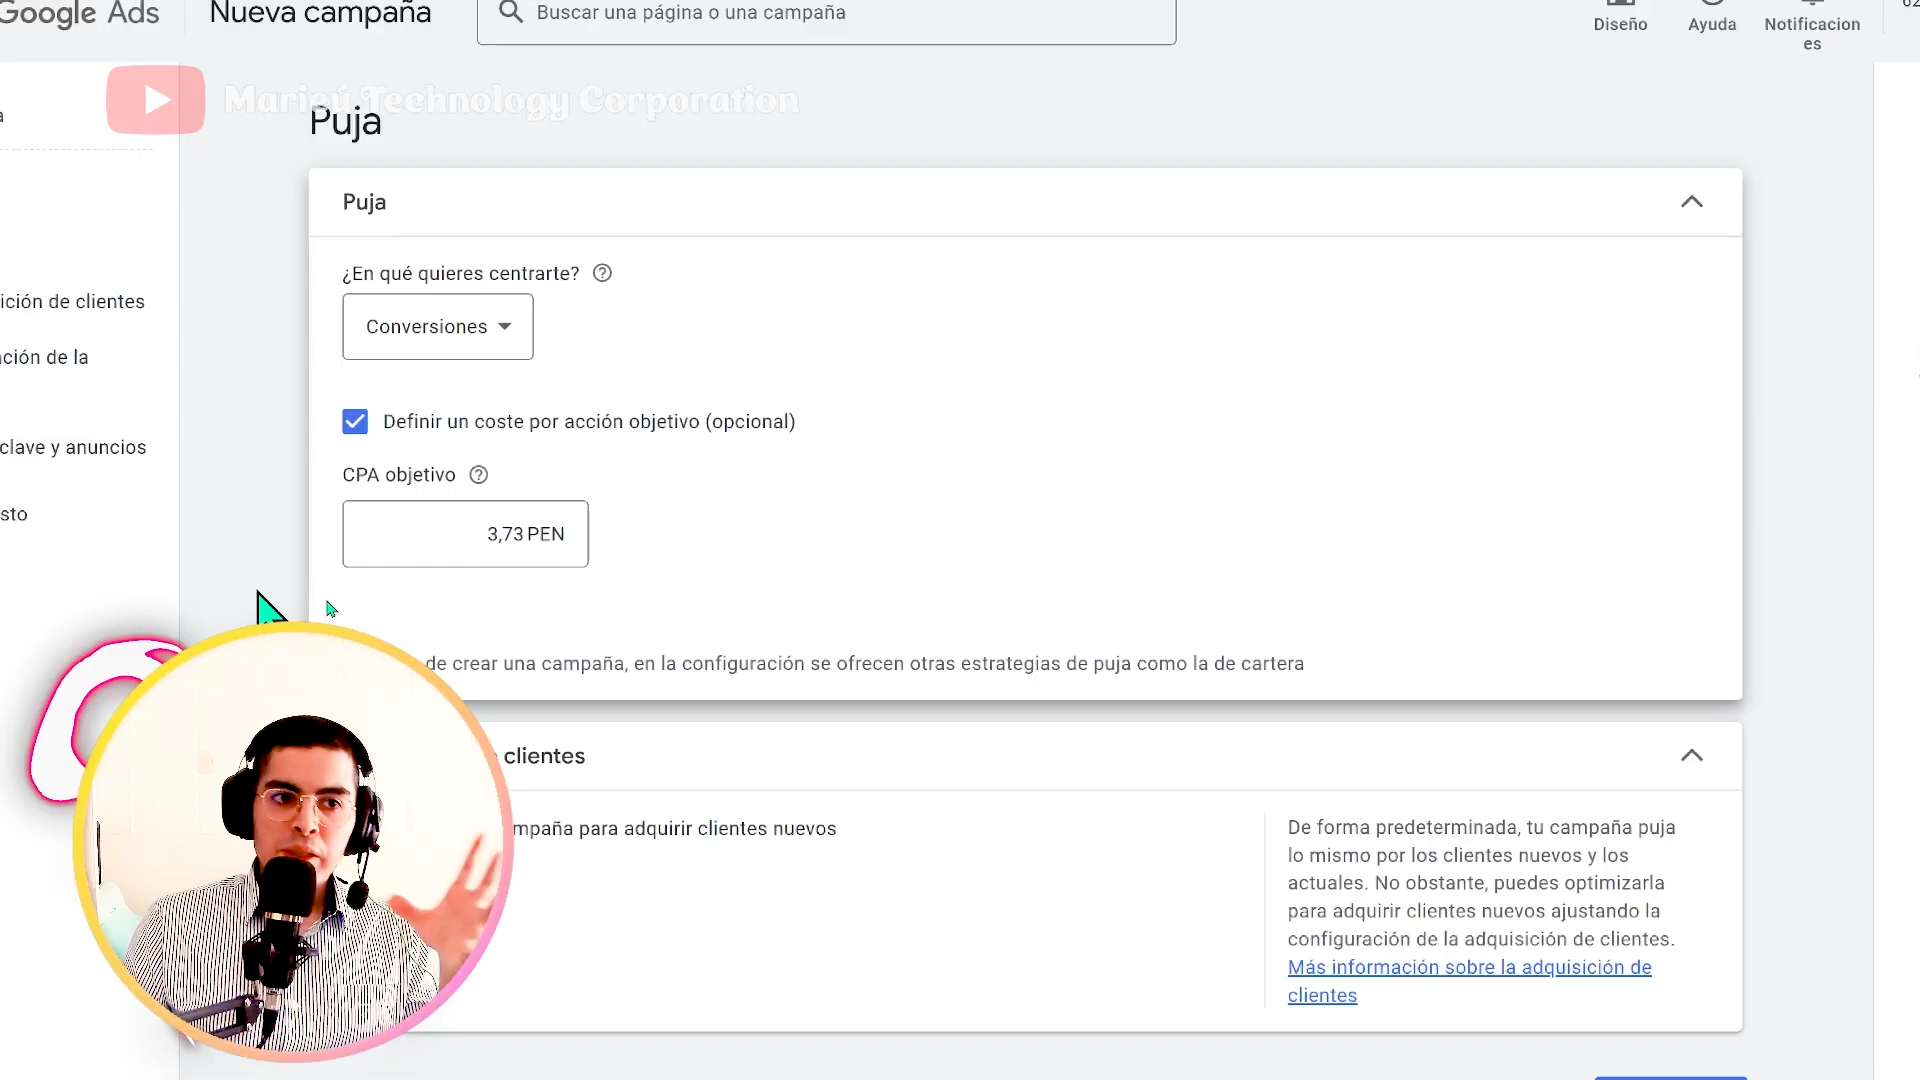 Google Ads
Nueva campaña
Buscar una página o una campaña
Diseño
Ayuda
Notificacion
es
62
Maripú Technology Corporation
a
Puja
Puja
¿En qué quieres centrarte?
Conversiones
ición de clientes
ación de la
Definir un coste por acción objetivo (opcional)
clave y anuncios
CPA objetivo
sto
3,73 PEN
de crear una campaña, en la configuración se ofrecen otras estrategias de puja como la de cartera
clientes
mpaña para adquirir clientes nuevos
De forma predeterminada, tu campaña puja
lo mismo por los clientes nuevos y los
actuales. No obstante, puedes optimizarla
para adquirir clientes nuevos ajustando la
configuración de la adquisición de clientes.
Más información sobre la adquisición de
clientes